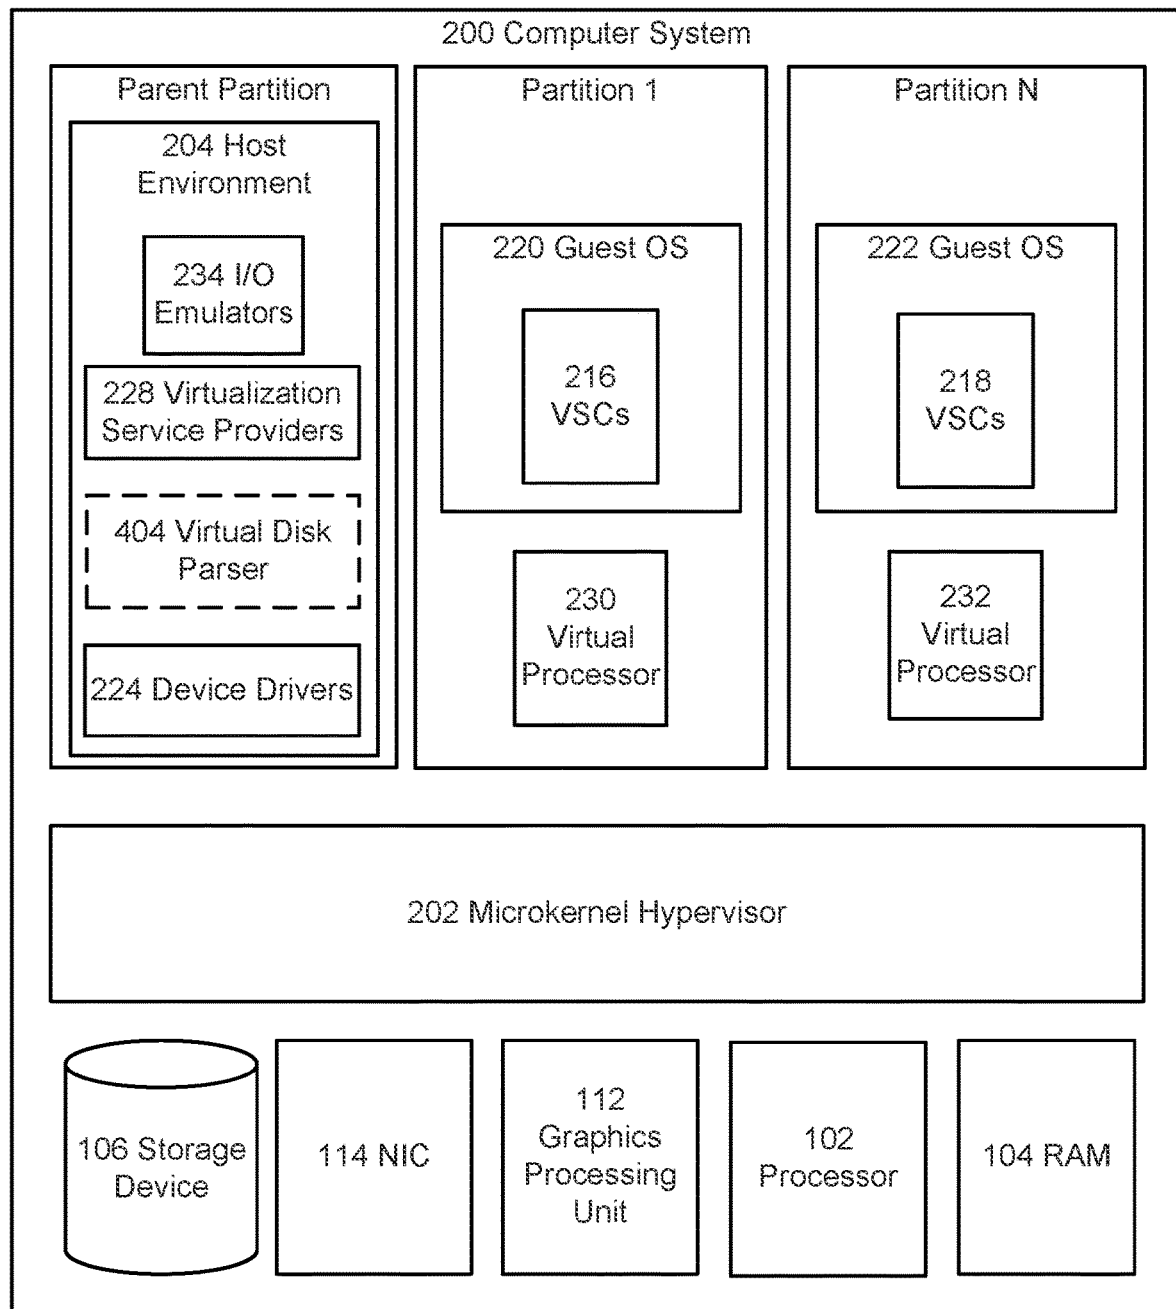 200 Computer System
Parent Partition
204 Host
Environment
234 I/O
Emulators
228 Virtualization
Service Providers
404 Virtual Disk
Parser
224 Device Drivers
Partition 1
220 Guest OS
216
VSCs
230
Virtual
Processor
Partition N
222 Guest OS
218
VSCs
232
Virtual
Processor
202 Microkernel Hypervisor
106 Storage
Device
114 NIC
112
Graphics
Processing
Unit
102
Processor
104 RAM